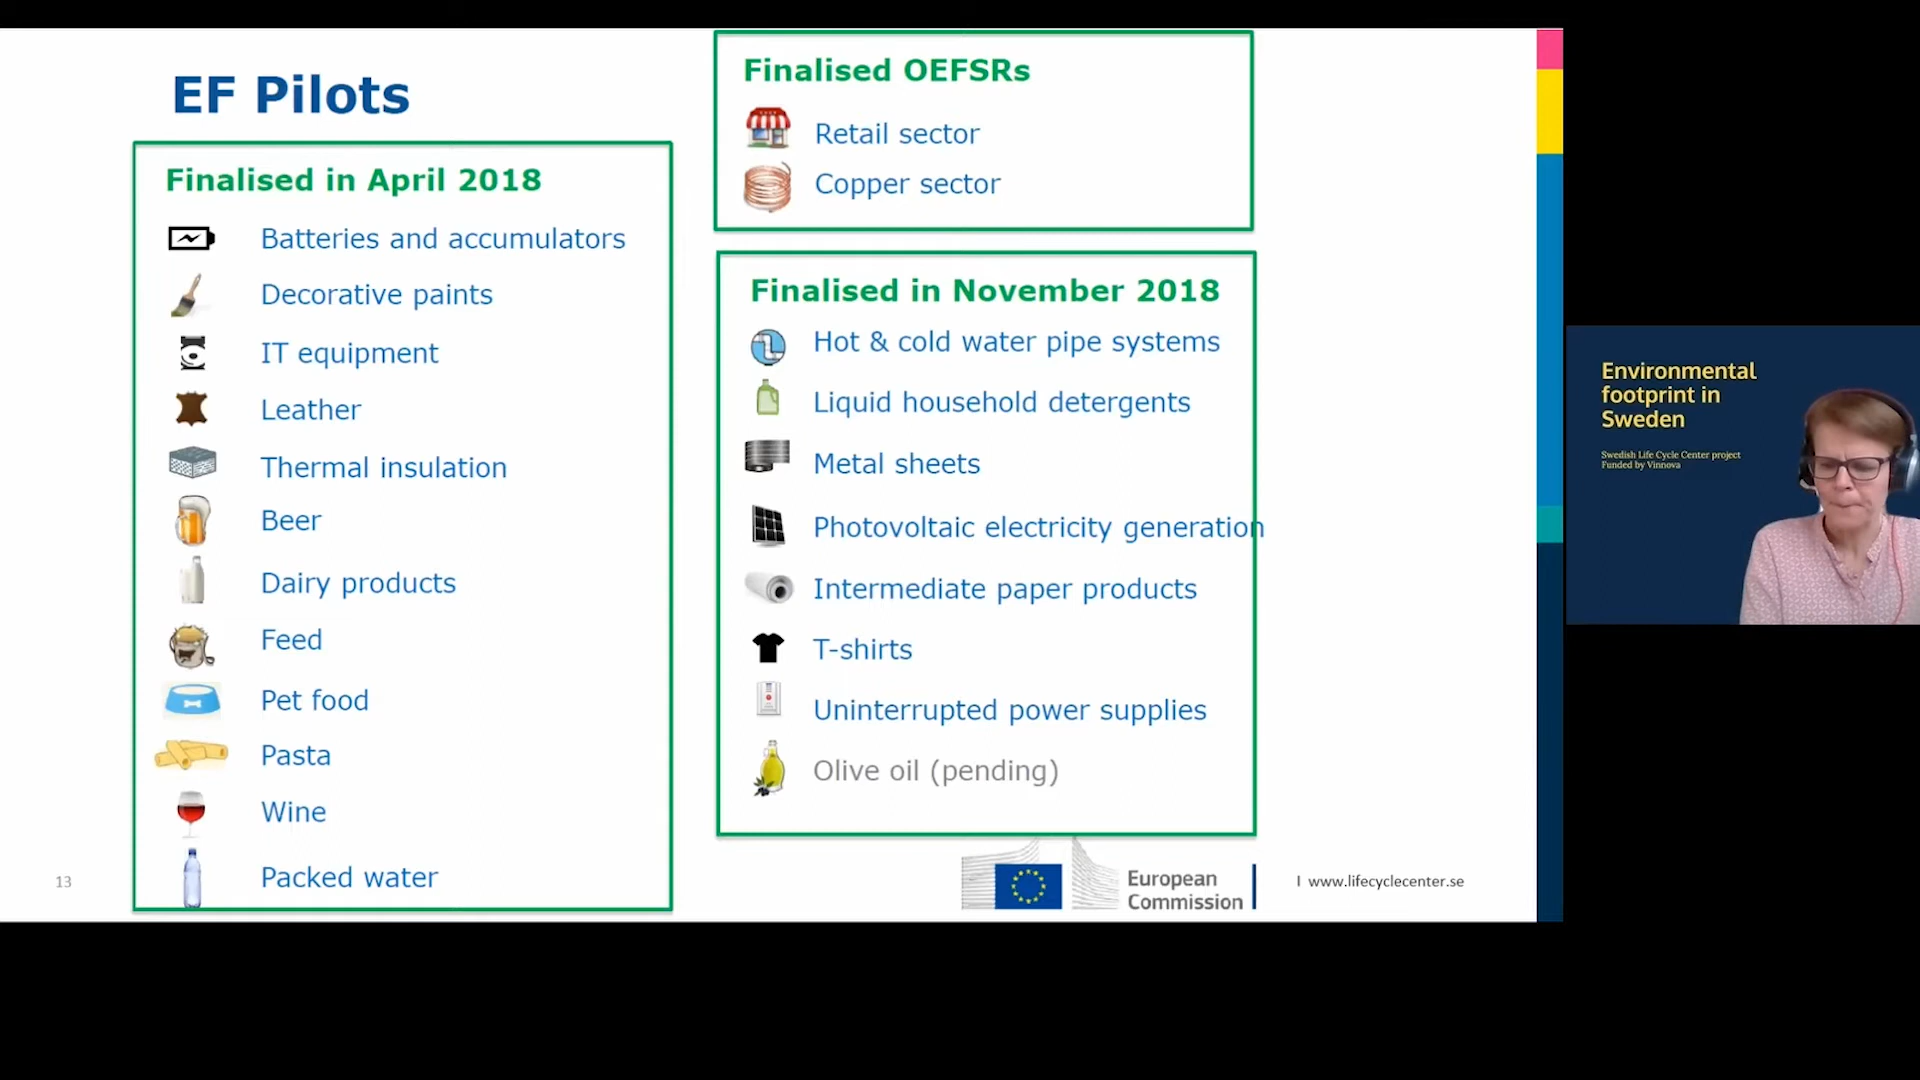 EF Pilots
Finalised in April 2018
Batteries and accumulators
Decorative paints
IT equipment
Leather
Thermal insulation
Beer
Dairy products
Feed
Pet food
Pasta
Wine
Packed water
Finalised OEFSRs
Retail sector
Copper sector
Finalised in November 2018
Hot & cold water pipe systems
Liquid household detergents
Metal sheets
Photovoltaic electricity generation
Intermediate paper products
T-shirts
Uninterrupted power supplies
Olive oil (pending)
13
European
Commission
I www.lifecyclecenter.se
Environmental
footprint in
Sweden
Swedish Life Cycle Center project
Funded by Vinnova